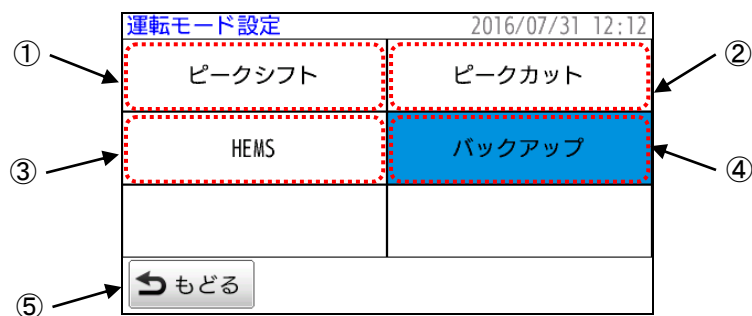 運転モード設定 2016/07/31 12:12
① ピークシフト ピークカット ②
③ HEMS バックアップ ④
⑤ もどる